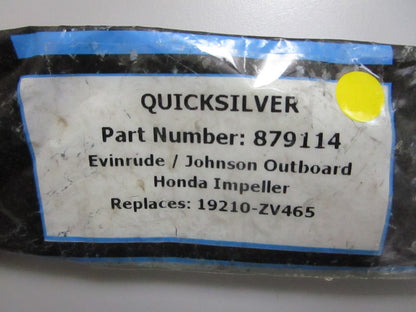 QUICKSILVER
Part Number: 879114
Evinrude / Johnson Outboard
Honda Impeller
Replaces: 19210-ZV465